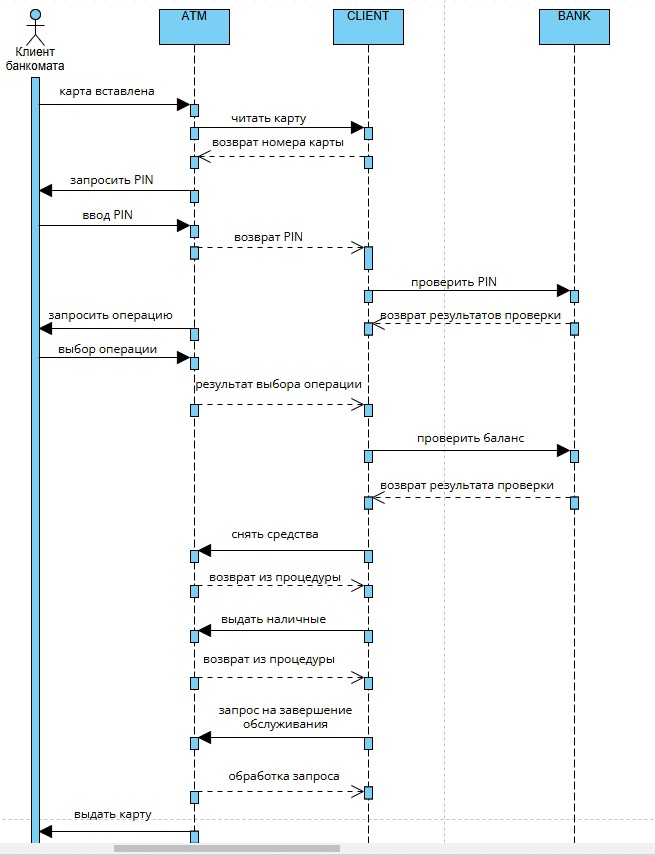 ATM
CLIENT
BANK
Клиент
банкомата
карта вставлена
читать карту
возврат номера карты
запросить PIN
ввод PIN
возврат PIN
проверить PIN
запросить операцию
возврат результатов проверки
выбор операции
результат выбора операции
проверить баланс
возврат результата проверки
снять средства
возврат из процедуры
выдать наличные
возврат из процедуры
запрос на завершение
обслуживания
обработка запроса
выдать карту